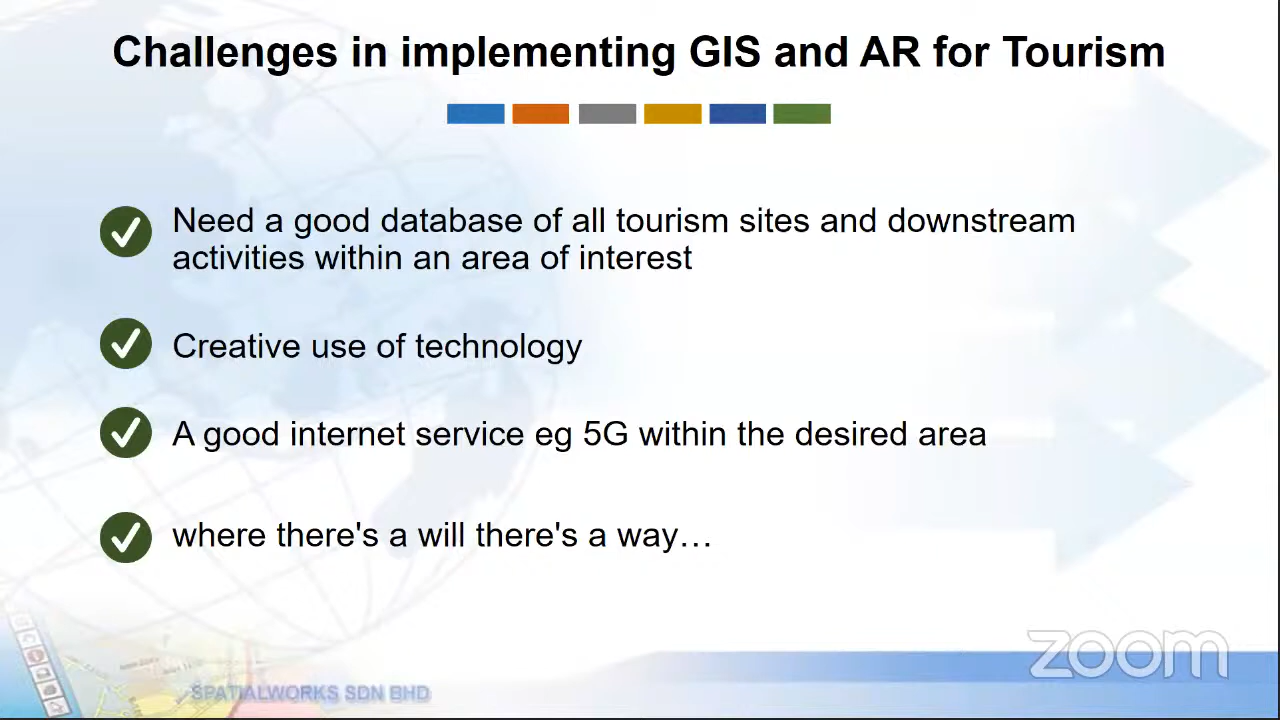 Challenges in implementing GIS and AR for Tourism
Need a good database of all tourism sites and downstream
activities within an area of interest
Creative use of technology
A good internet service eg 5G within the desired area
where there's a will there's a way…
zoom
SPATIALWORKS SDN BHD